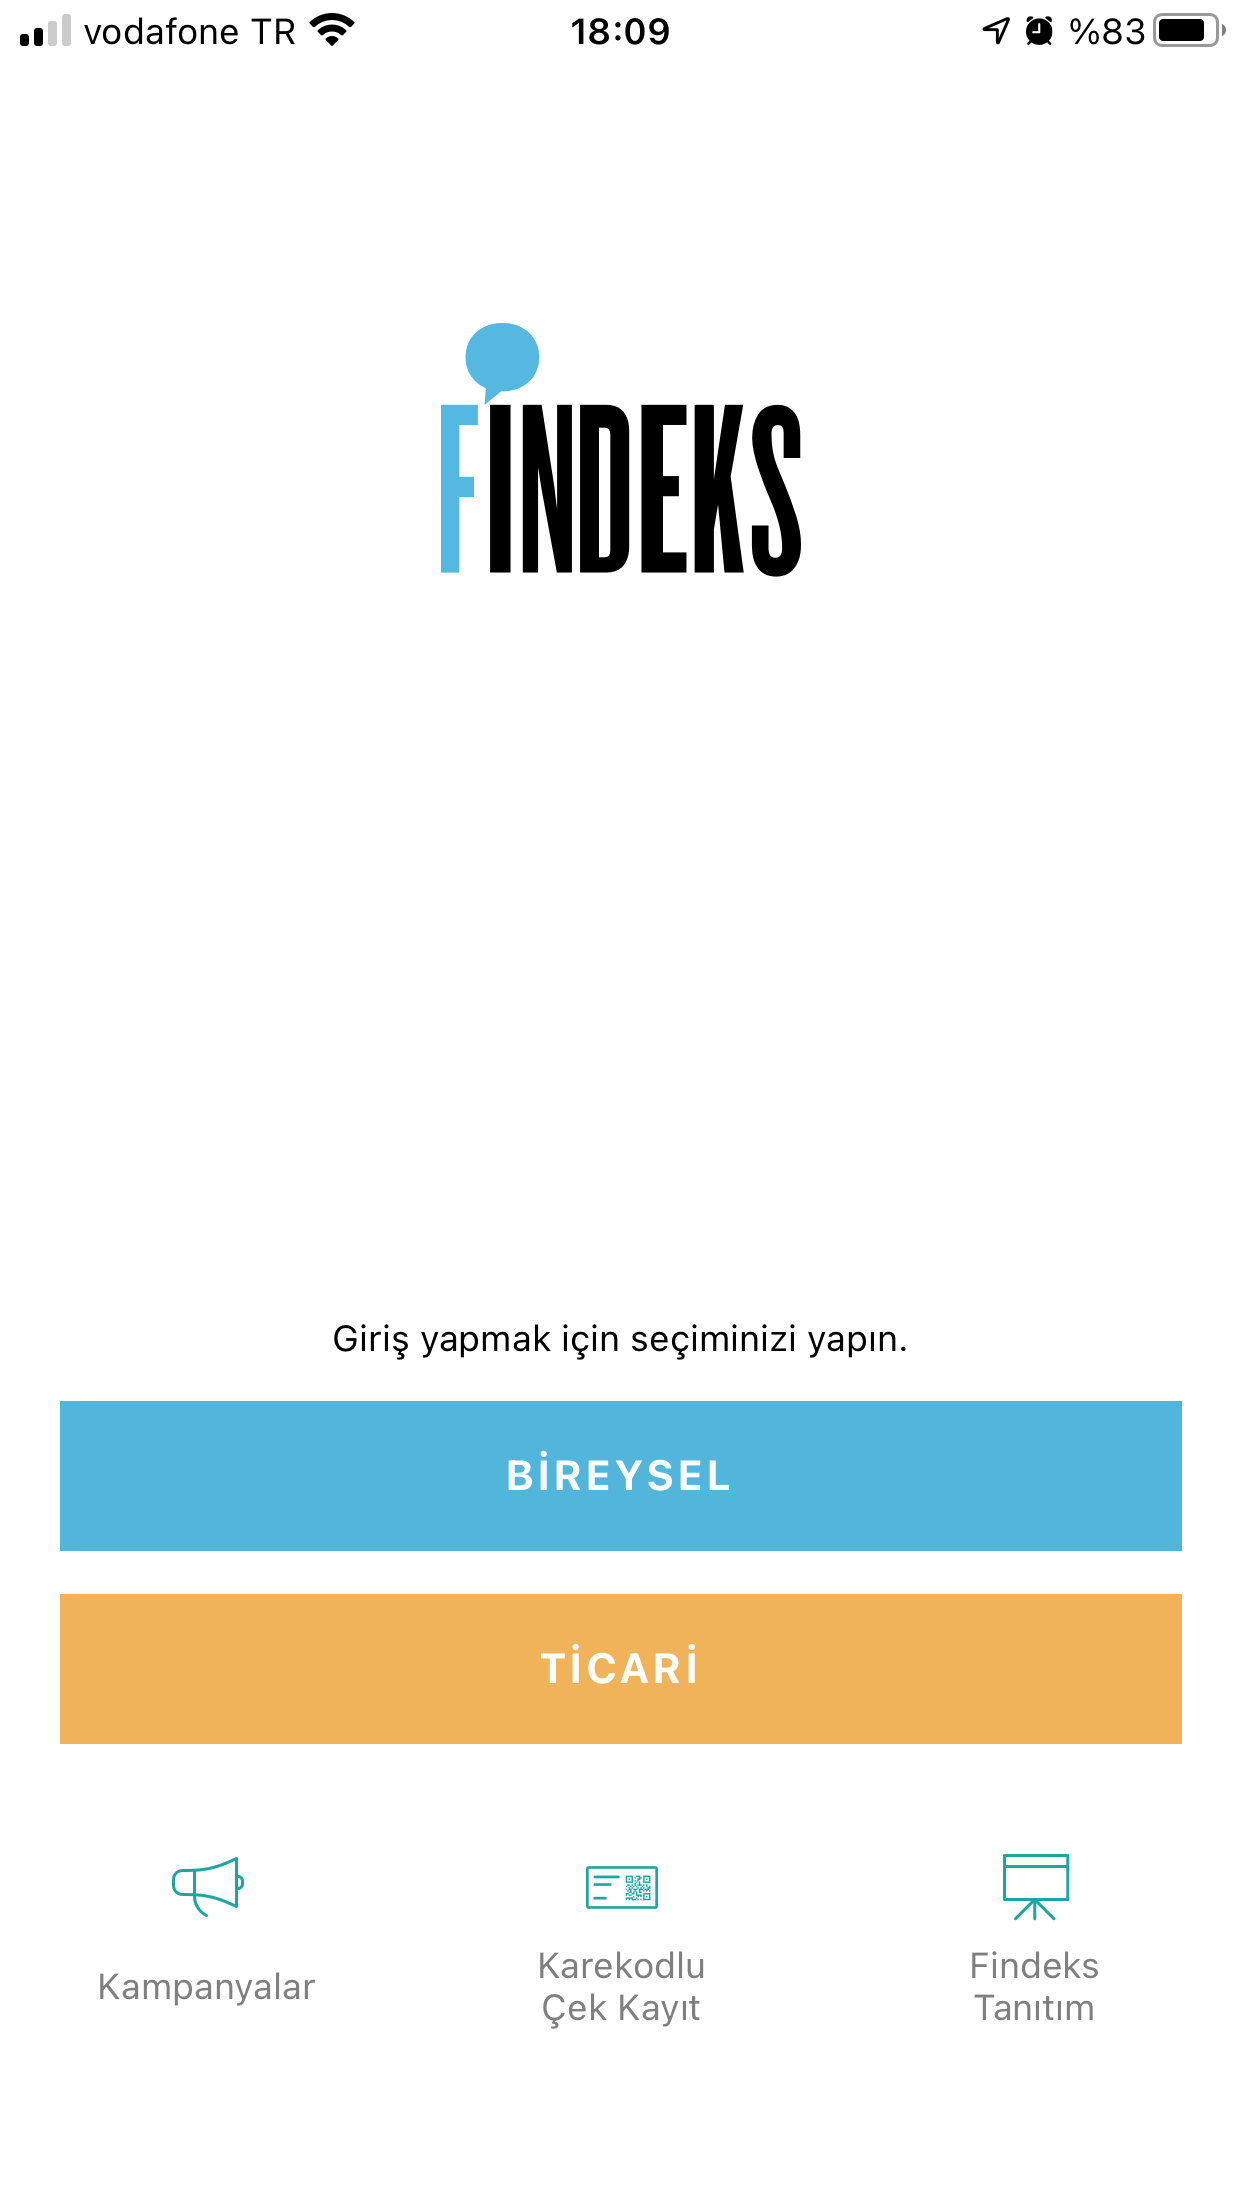 vodafone TR 18:09 %83
FINDEKS
Giriş yapmak için seçiminizi yapın.
BİREYSEL
TİCARİ
Kampanyalar
Karekodlu
Çek Kayıt
Findeks
Tanıtım